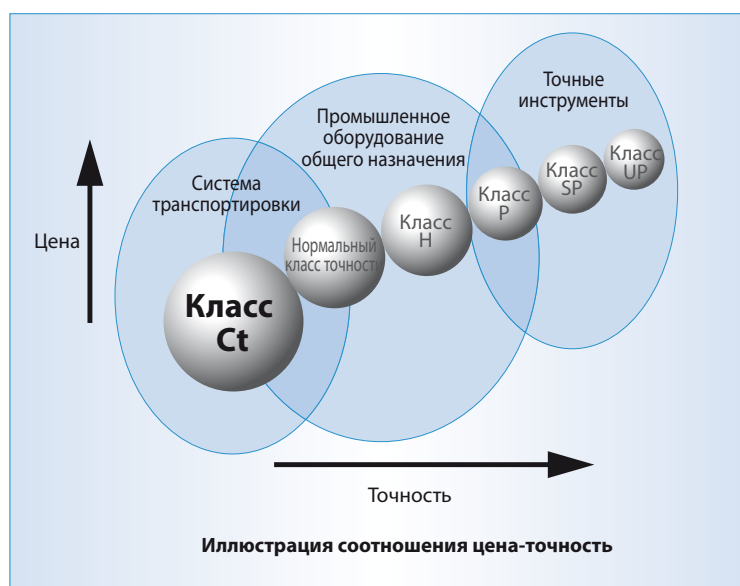 Точные
инструменты
Промышленное
оборудование
общего назначения
Система
транспортировки
Цена
Класс
Ct
Нормальный
класс точности
Класс
H
Класс
P
Класс
SP
Класс
UP
Точность
Иллюстрация соотношения цена-точность